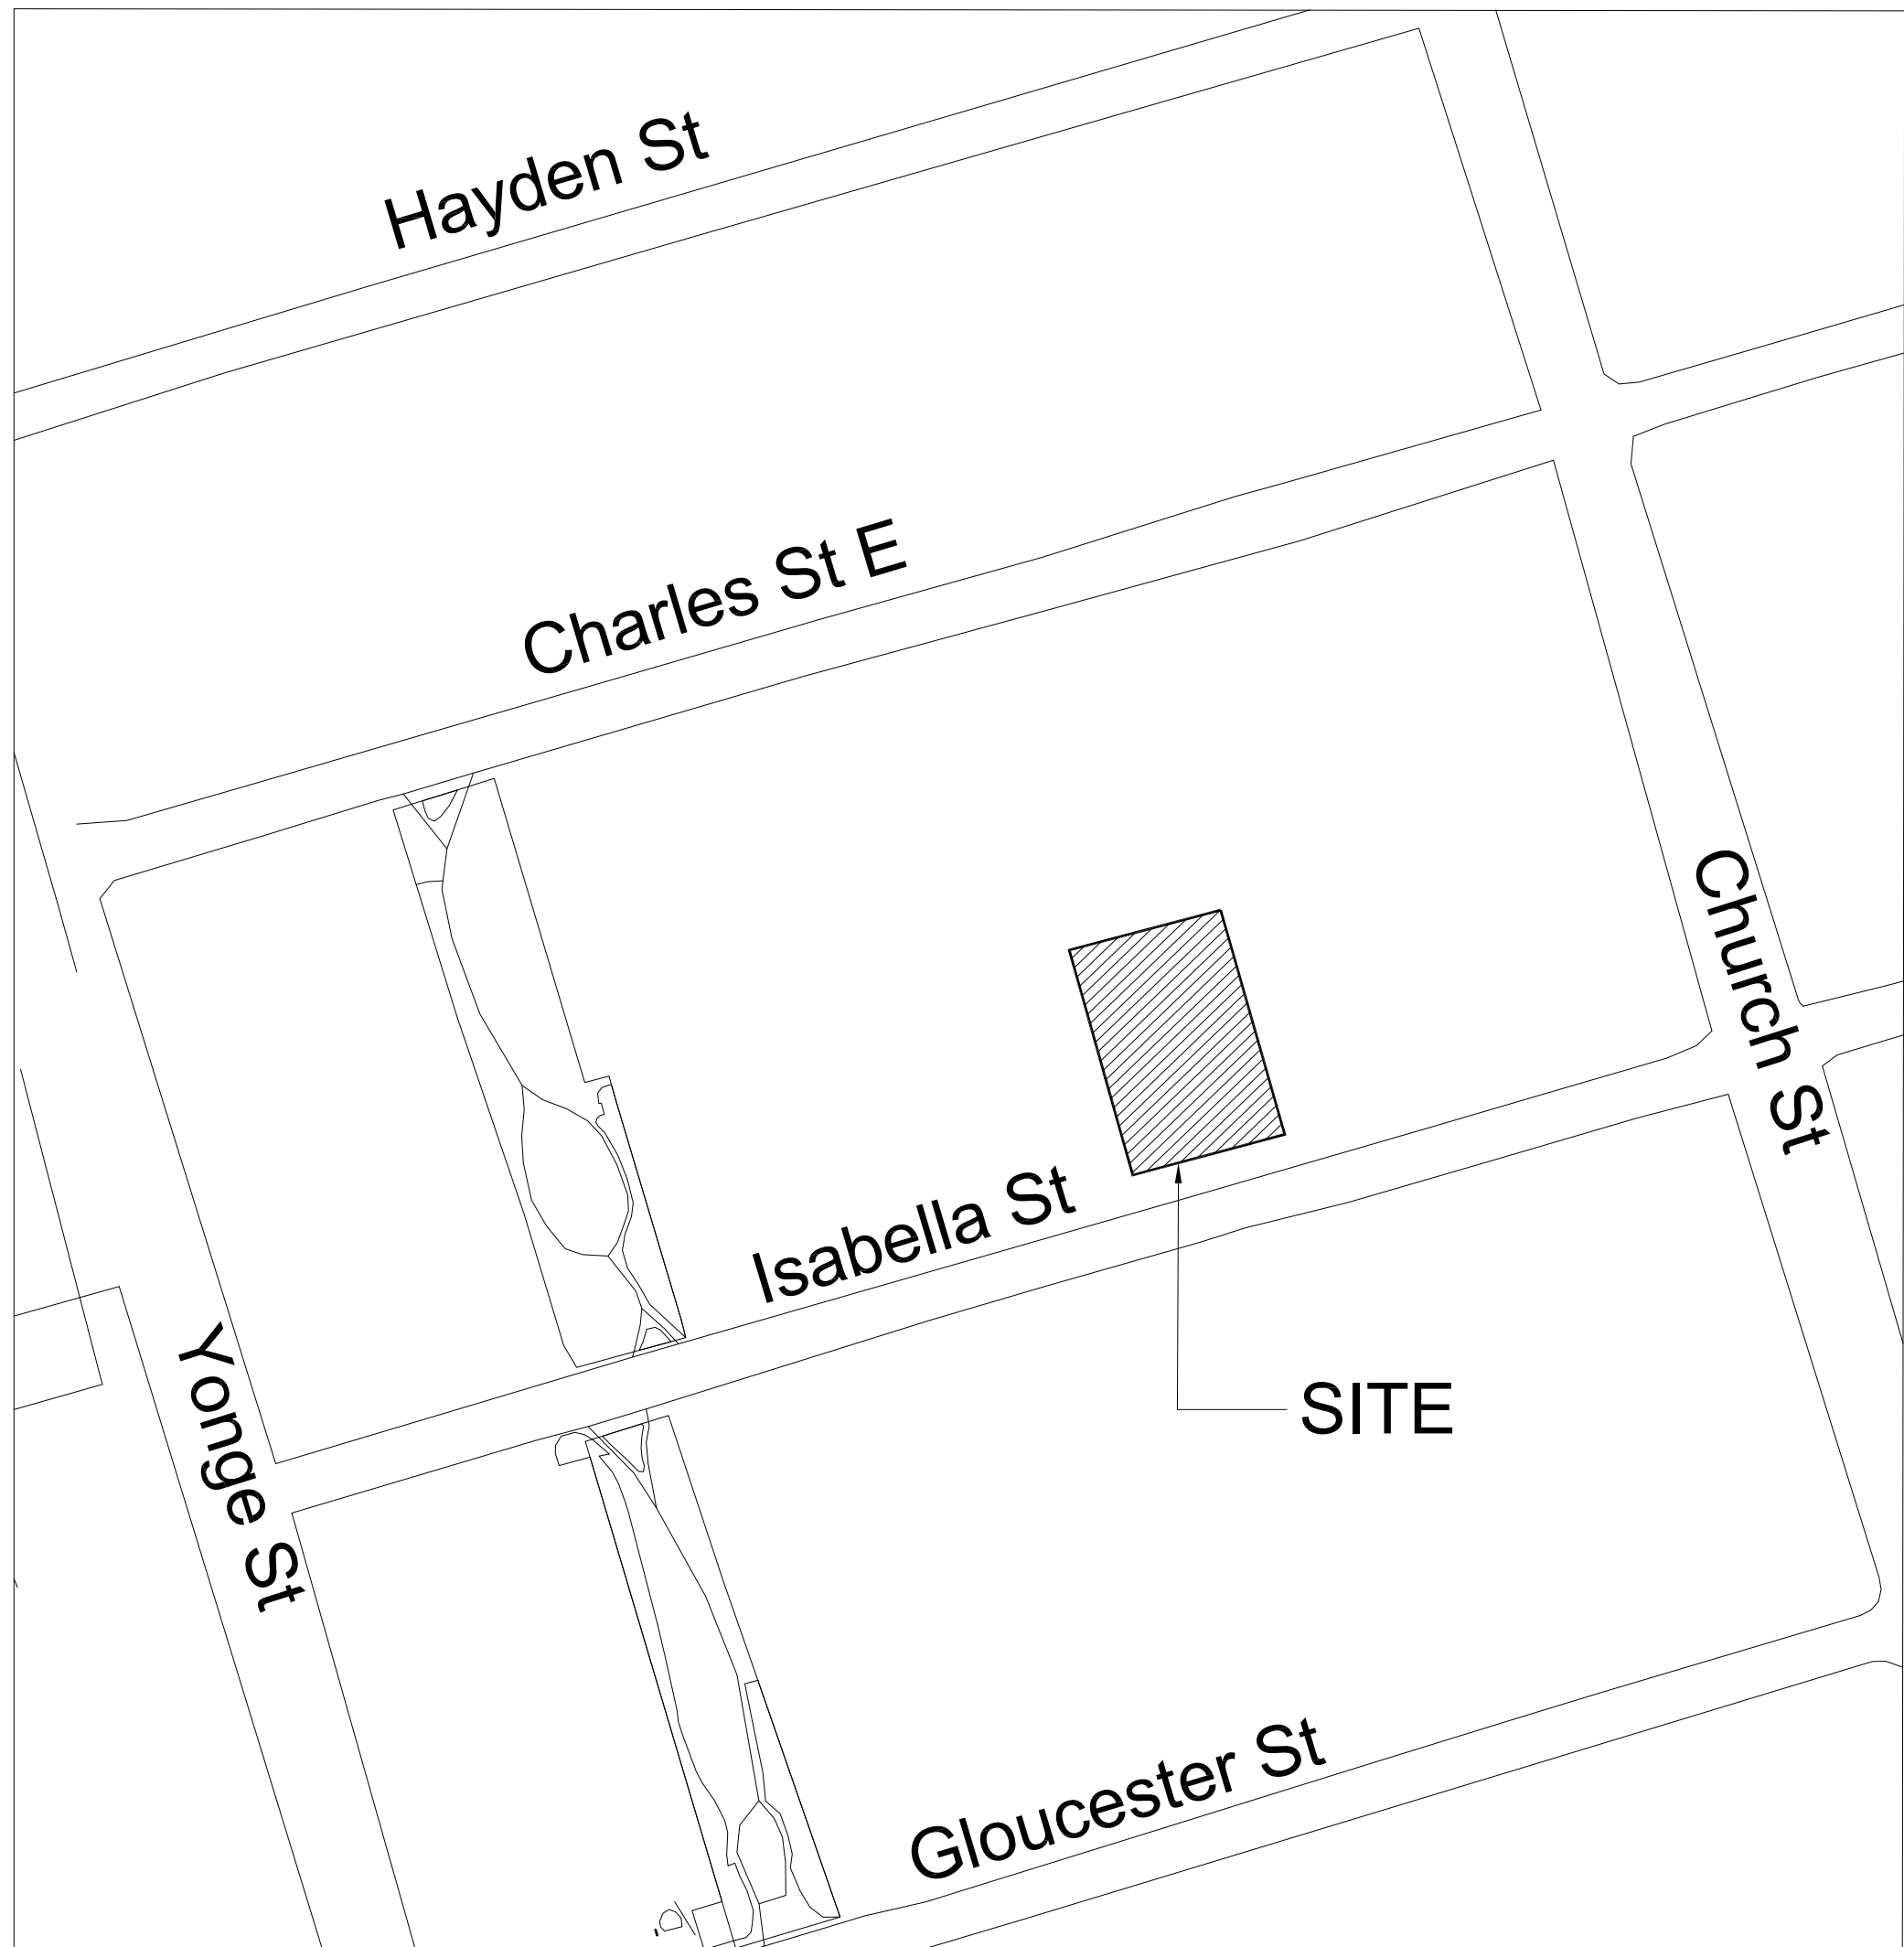 Hayden St
Charles St E
Church St
Isabella St
Yonge St
SITE
Gloucester St